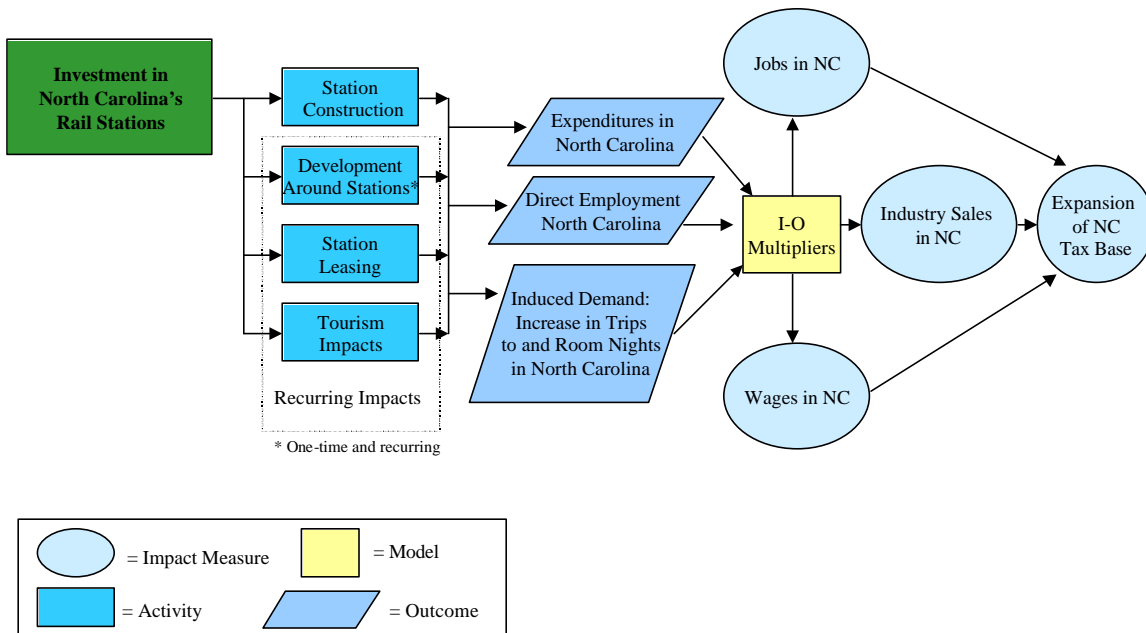 Investment in
North Carolina's
Rail Stations
Station
Construction
Development
Around Stations*
Station
Leasing
Tourism
Impacts
Recurring Impacts
* One-time and recurring
Expenditures in
North Carolina
Direct Employment
North Carolina
Induced Demand:
Increase in Trips
to and Room Nights
in North Carolina
I-O
Multipliers
Jobs in NC
Industry Sales
in NC
Wages in NC
Expansion
of NC
Tax Base
= Impact Measure
= Model
= Activity
= Outcome